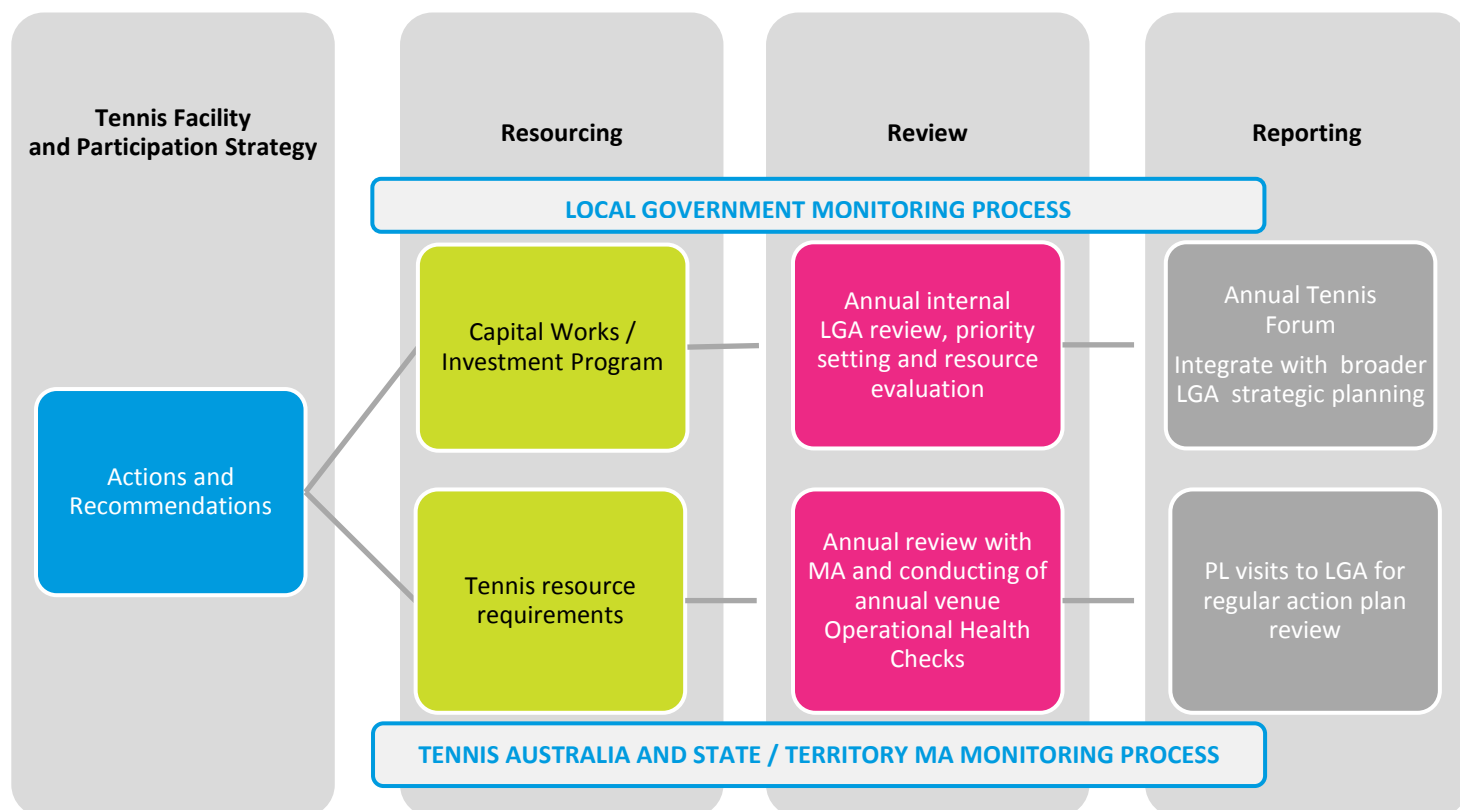 Tennis Facility
and Participation Strategy
Resourcing
Review
Reporting
LOCAL GOVERNMENT MONITORING PROCESS
Actions and
Recommendations
Capital Works /
Investment Program
Annual internal
LGA review, priority
setting and resource
evaluation
Annual Tennis
Forum
Integrate with broader
LGA strategic planning
Tennis resource
requirements
Annual review with
MA and conducting of
annual venue
Operational Health
Checks
PL visits to LGA for
regular action plan
review
TENNIS AUSTRALIA AND STATE / TERRITORY MA MONITORING PROCESS